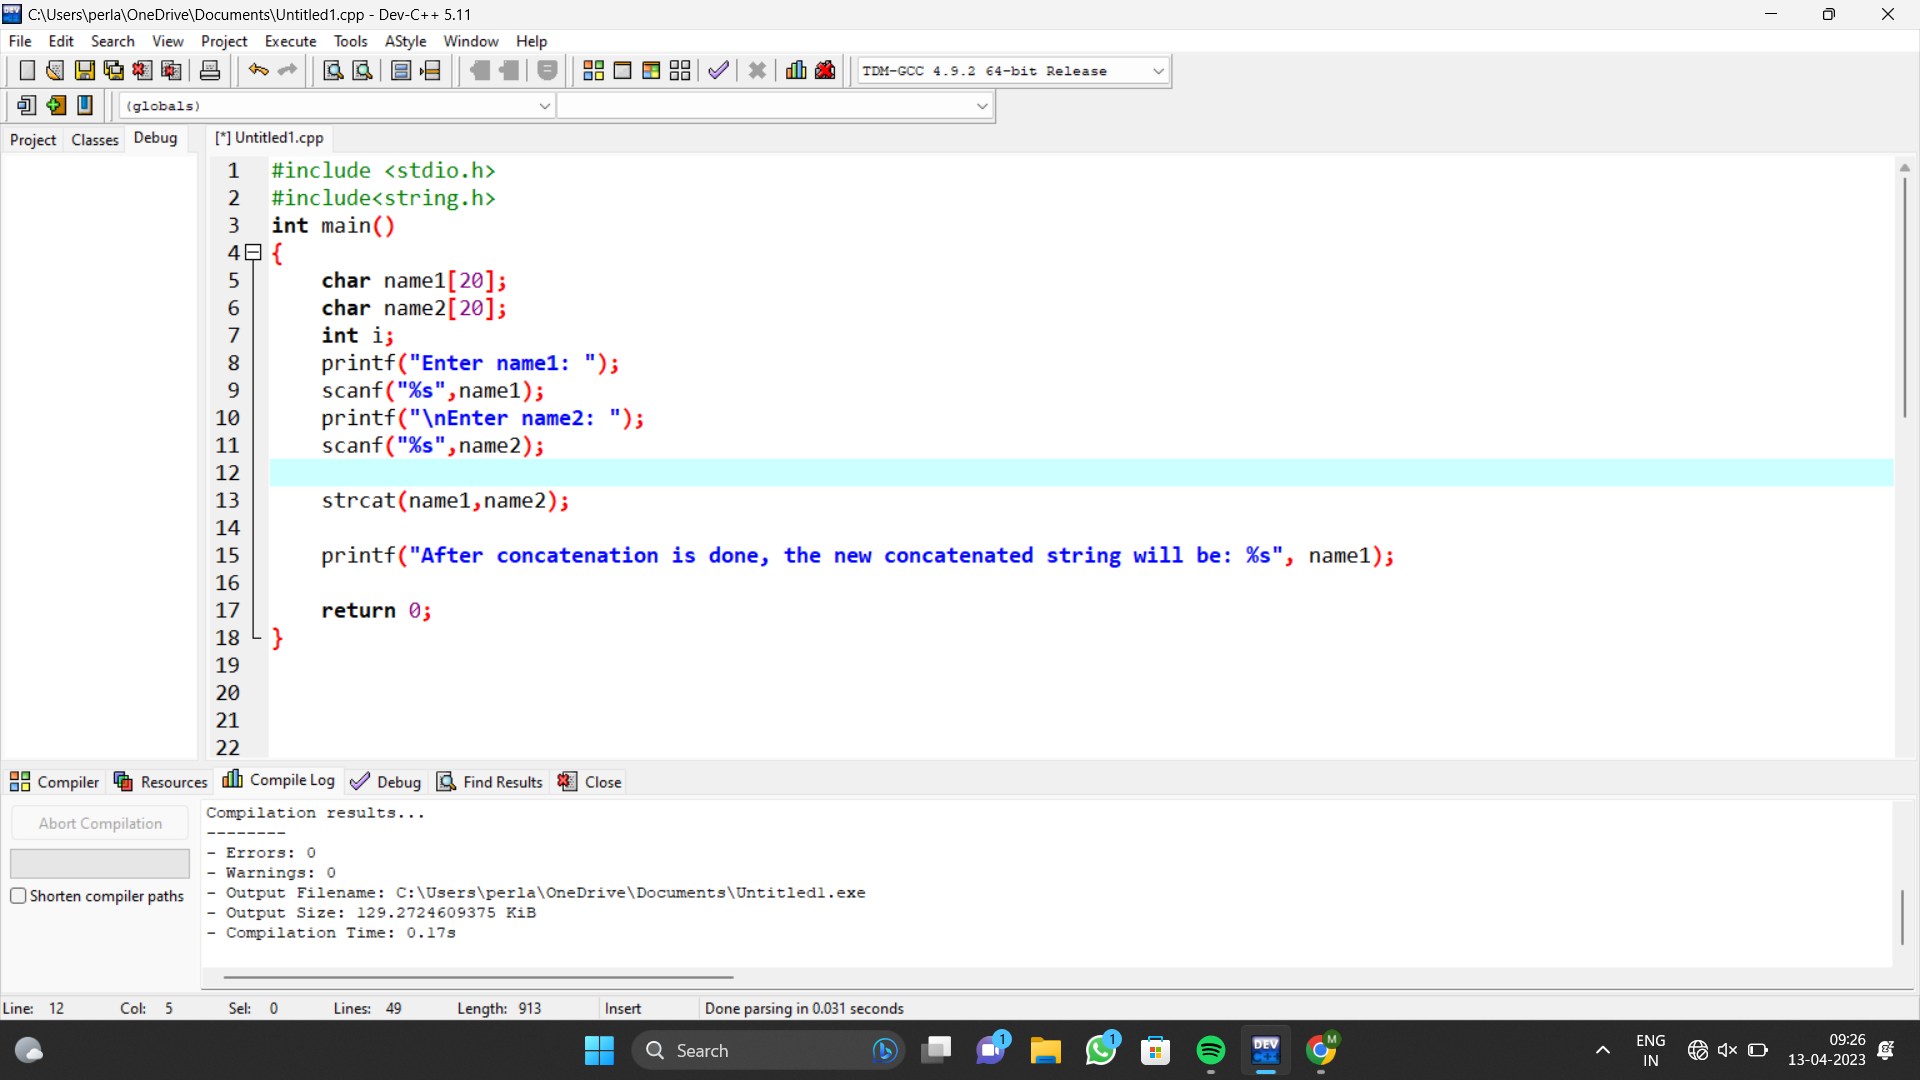 C:\Users\perla\OneDrive\Documents\Untitled1.cpp - Dev-C++ 5.11
File Edit Search View Project Execute Tools AStyle Window Help
TDM-GCC 4.9.2 64-bit Release
(globals)
Project Classes Debug [*] Untitled1.cpp
1 #include <stdio.h>
2 #include<string.h>
3 int main()
4 {
5 char name1[20];
6 char name2[20];
7 int i;
8 printf("Enter name1: ");
9 scanf("%s",name1);
10 printf("\nEnter name2: ");
11 scanf("%s",name2);
12
13 strcat(name1,name2);
14
15 printf("After concatenation is done, the new concatenated string will be: %s", name1);
16
17 return 0;
18 }
19
20
21
22
Compiler Resources Compile Log Debug Find Results Close
Abort Compilation
Shorten compiler paths
Compilation results...
--------
- Errors: 0
- Warnings: 0
- Output Filename: C:\Users\perla\OneDrive\Documents\Untitled1.exe
- Output Size: 129.2724609375 KiB
- Compilation Time: 0.17s
Line: 12 Col: 5 Sel: 0 Lines: 49 Length: 913 Insert Done parsing in 0.031 seconds
Search 1 1 DEV C++ M ENG 09:26
IN 13-04-2023